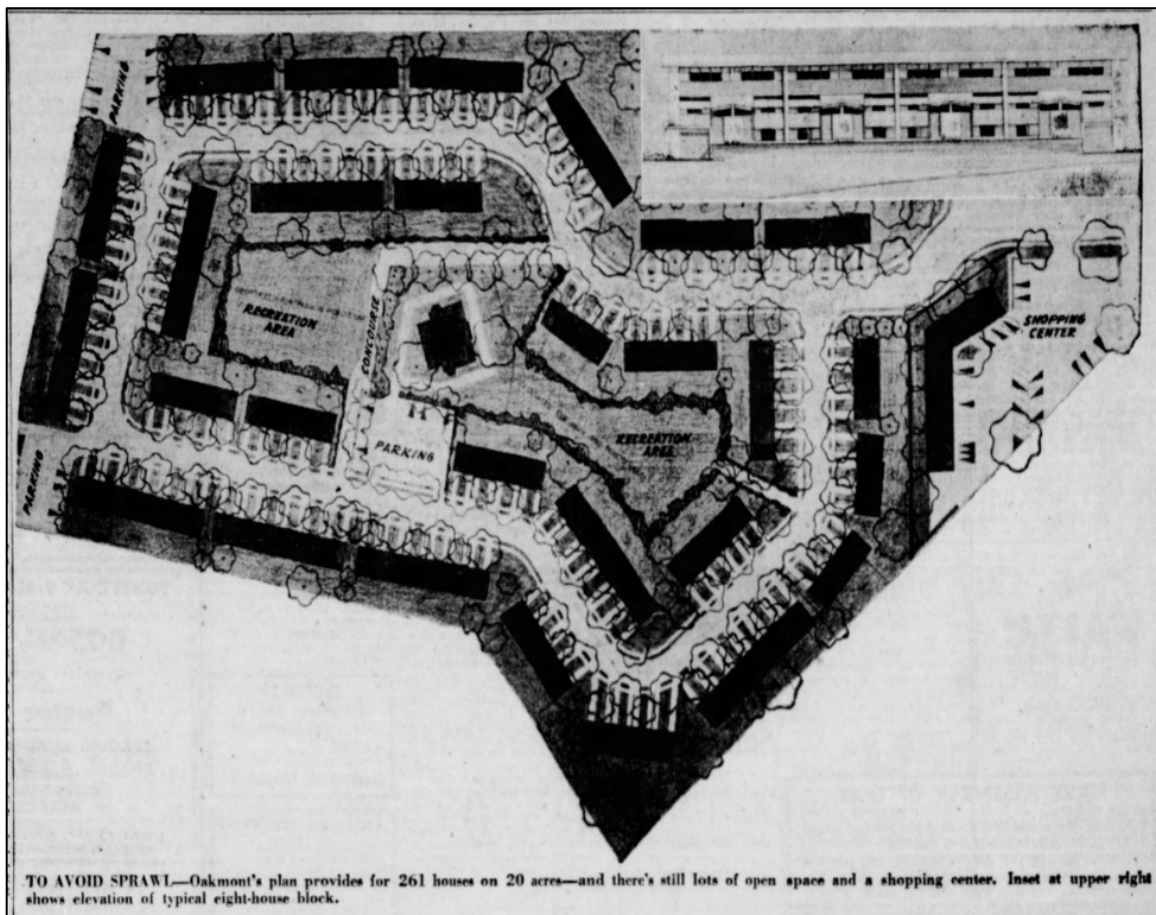 PARKING
RECREATION
AREA
CONCOURSE
SHOPPING
CENTER
PARKING
RECREATION
AREA
PARKING
TO AVOID SPRAWL—Oakmont's plan provides for 261 houses on 20 acres—and there's still lots of open space and a shopping center. Inset at upper right
shows elevation of typical eight-house block.